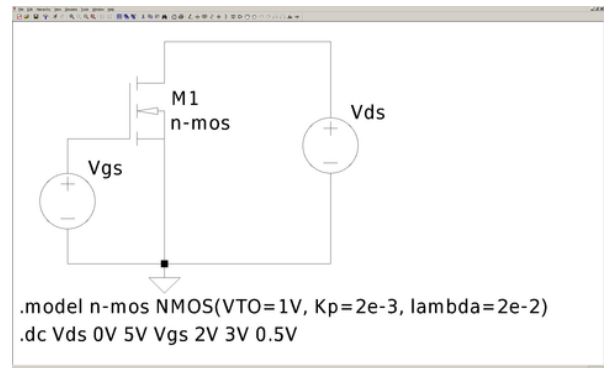 M1
n-mos
Vds
Vgs
.model n-mos NMOS(VTO=1V, Kp=2e-3, lambda=2e-2)
.dc Vds 0V 5V Vgs 2V 3V 0.5V